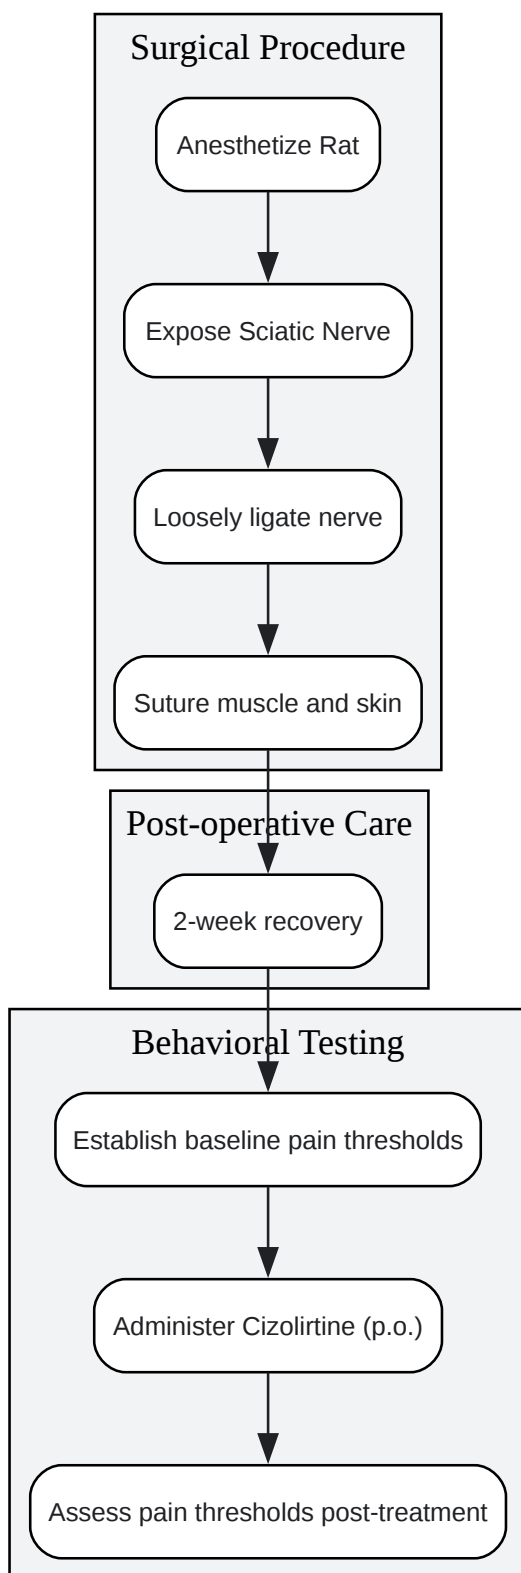 Surgical Procedure
Anesthetize Rat
Expose Sciatic Nerve
Loosely ligate nerve
Suture muscle and skin
Post-operative Care
2-week recovery
Behavioral Testing
Establish baseline pain thresholds
Administer Cizolirtine (p.o.)
Assess pain thresholds post-treatment